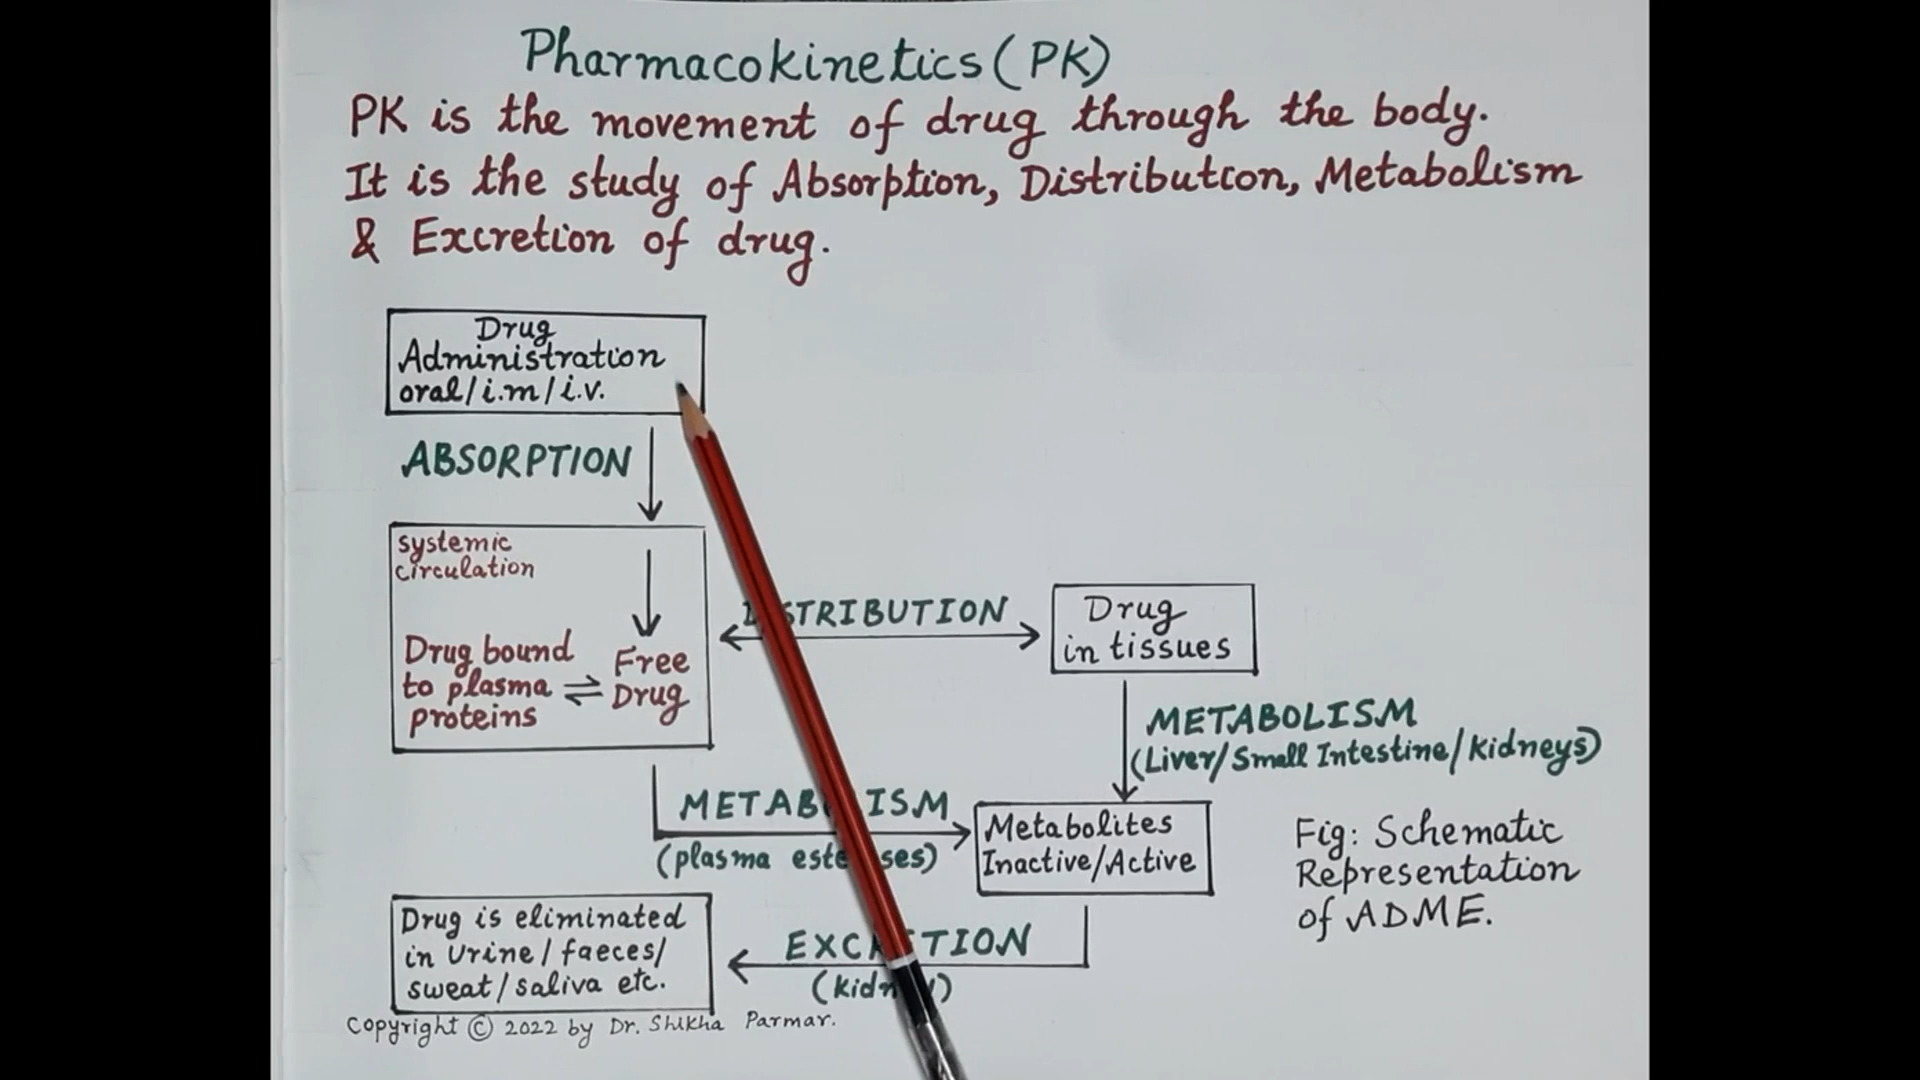 Pharmacokinetics (PK)
PK is the movement of drug through the body.
It is the study of Absorption, Distribution, Metabolism
& Excretion of drug.
Drug
Administration
oral/i.m/i.v.
ABSORPTION
systemic
circulation
Drug bound
to plasma
proteins
⇌
Free
Drug
Drug
in tissues
METABOLISM
(Liver/Small Intestine/Kidneys)
Metabolites
Inactive/Active
Fig: Schematic
Representation
of ADME.
Drug is eliminated
in Urine/faeces/
sweat/saliva etc.
Copyright © 2022 by Dr. Shikha Parmar.